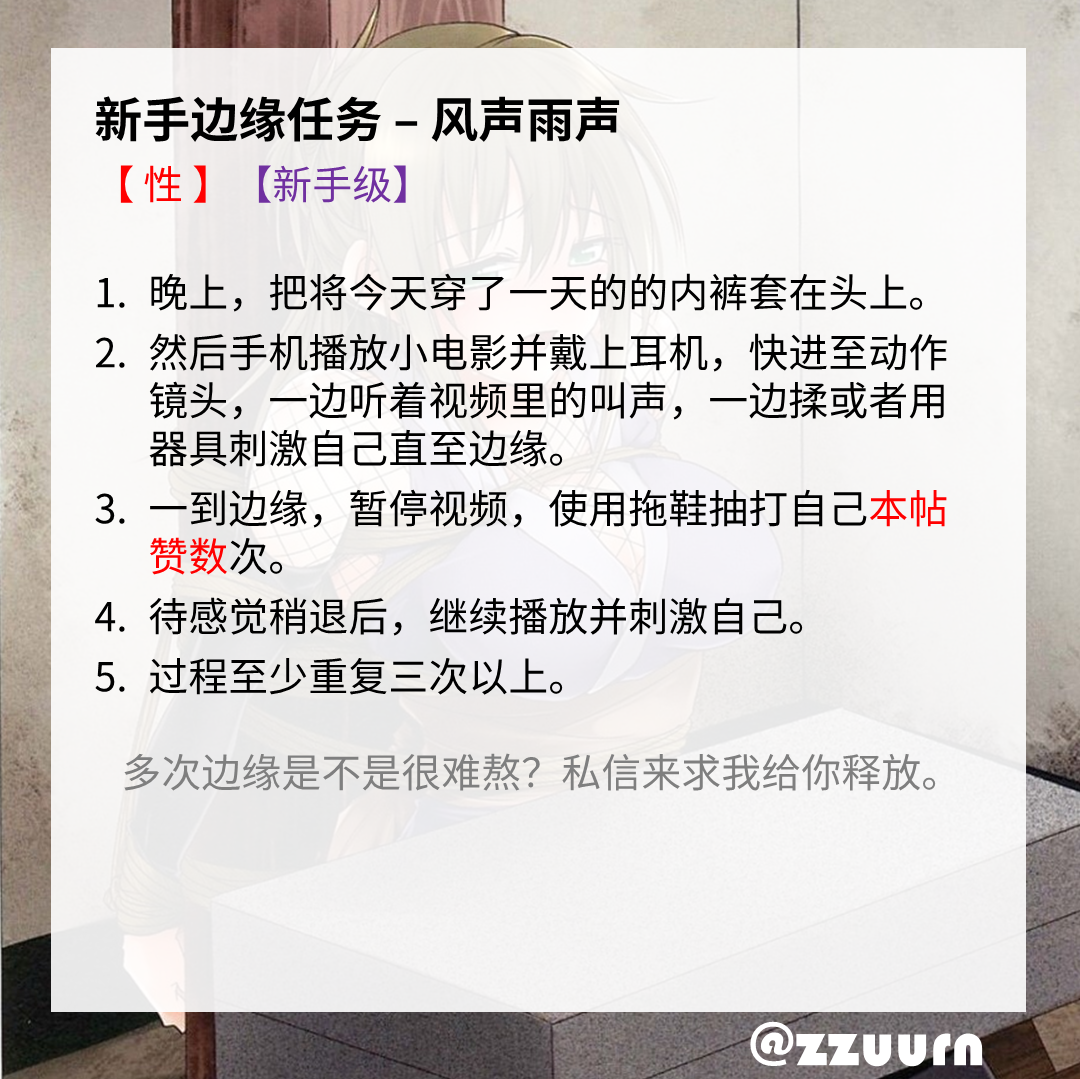 新手边缘任务 – 风声雨声
【 性 】 【新手级】
1. 晚上，把将今天穿了一天的的内裤套在头上。
2. 然后手机播放小电影并戴上耳机，快进至动作
镜头，一边听着视频里的叫声，一边揉或者用
器具刺激自己直至边缘。
3. 一到边缘，暂停视频，使用拖鞋抽打自己本帖
赞数次。
4. 待感觉稍退后，继续播放并刺激自己。
5. 过程至少重复三次以上。
多次边缘是不是很难熬？私信来求我给你释放。
@zzuurn